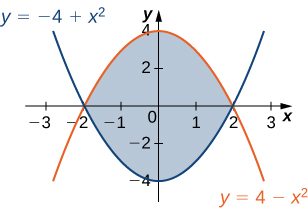 y = −4 + x²
y
4
2
−3 −2 −1 0 1 2 3 x
−2
−4
y = 4 − x²